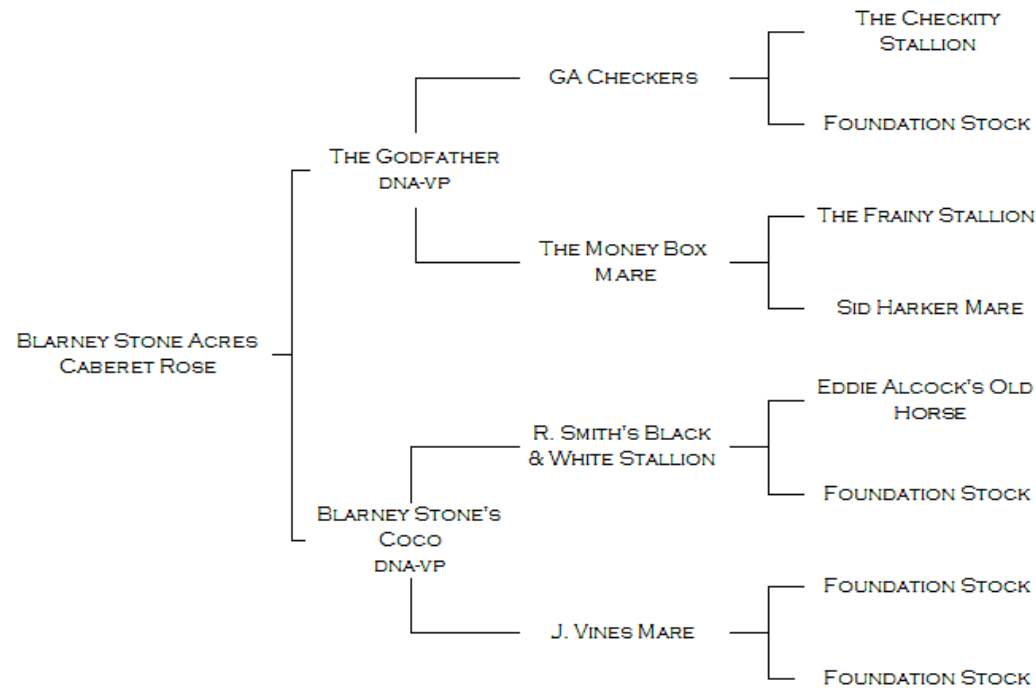 The Checkity
Stallion
GA Checkers
Foundation Stock
The Godfather
DNA-VP
The Frainy Stallion
The Money Box
Mare
Sid Harker Mare
Blarney Stone Acres
Caberet Rose
Eddie Alcock's Old
Horse
R. Smith's Black
& White Stallion
Foundation Stock
Blarney Stone's
Coco
DNA-VP
Foundation Stock
J. Vines Mare
Foundation Stock